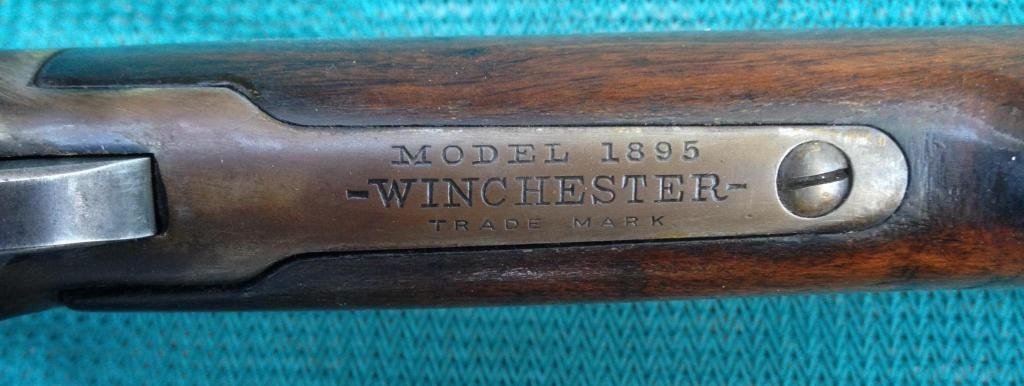 MODEL 1895
-WINCHESTER-
TRADE MARK